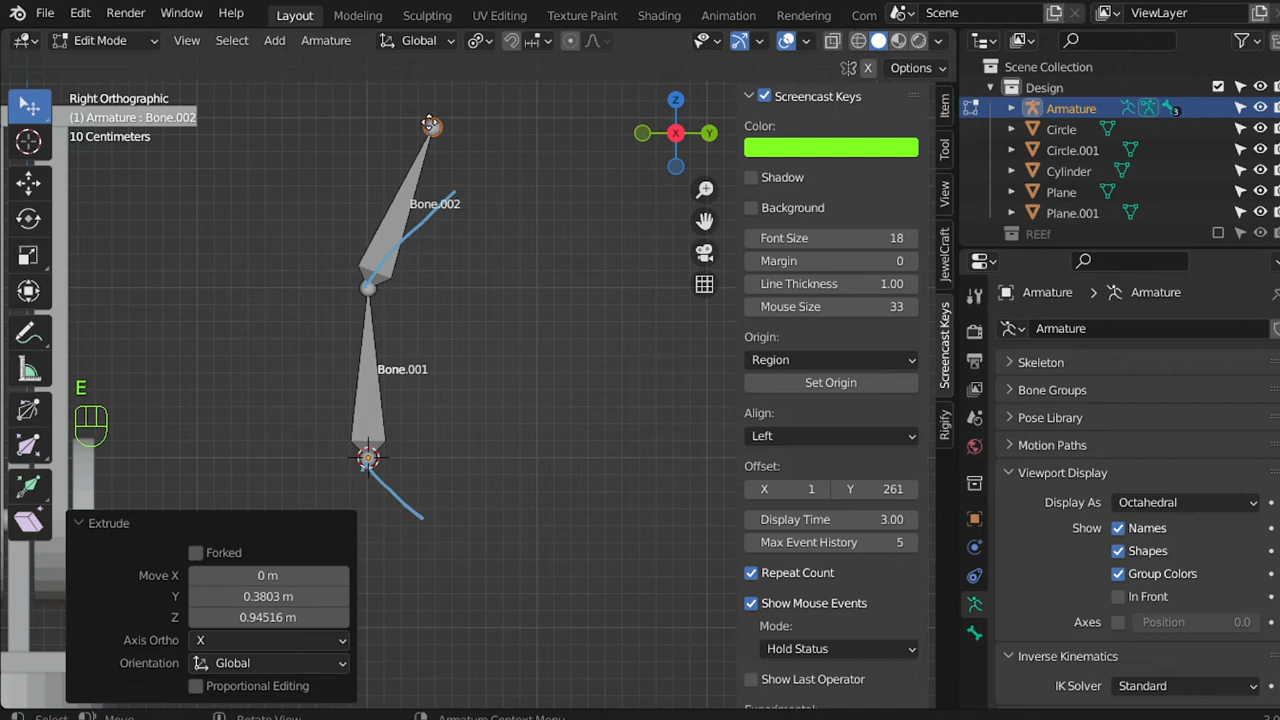 File Edit Render Window Help Layout Modeling Sculpting UV Editing Texture Paint Shading Animation Rendering Com Scene ViewLayer
Edit Mode View Select Add Armature Global
X Options
Right Orthographic
(1) Armature : Bone.002
10 Centimeters
Z
X
Y
Bone.002
Bone.001
E
Extrude
Forked
Move X 0 m
Y 0.3803 m
Z 0.94516 m
Axis Ortho X
Orientation Global
Proportional Editing
Screencast Keys
Color:
Shadow
Background
Font Size 18
Margin 0
Line Thickness 1.00
Mouse Size 33
Origin:
Region
Set Origin
Align:
Left
Offset:
X 1 Y 261
Display Time 3.00
Max Event History 5
Repeat Count
Show Mouse Events
Mode:
Hold Status
Show Last Operator
Item
Tool
View
JewelCraft
Screencast Keys
Rigify
Scene Collection
Design
Armature 3
Circle
Circle.001
Cylinder
Plane
Plane.001
REEf
Armature Armature
Armature
Skeleton
Bone Groups
Pose Library
Motion Paths
Viewport Display
Display As Octahedral
Show Names
Shapes
Group Colors
In Front
Axes Position 0.0
Inverse Kinematics
IK Solver Standard